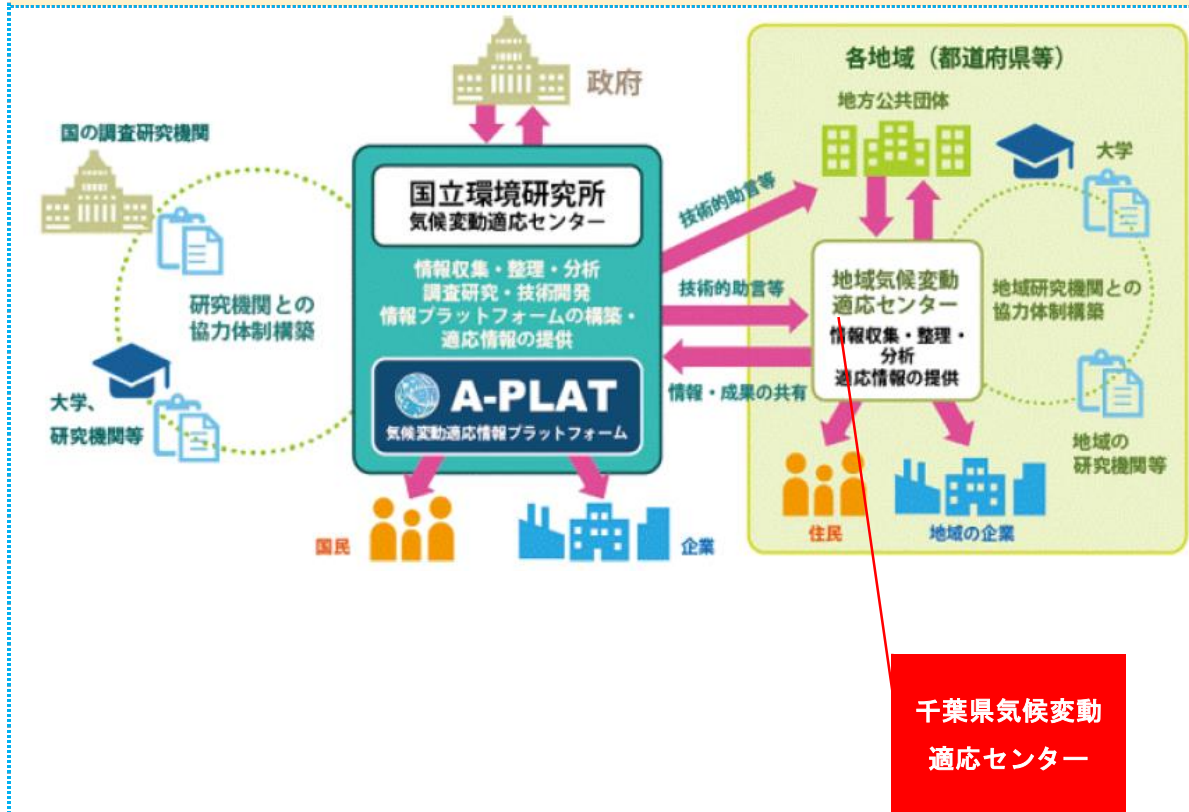 政府
国の調査研究機関
研究機関との
協力体制構築
大学、
研究機関等
国立環境研究所
気候変動適応センター
情報収集・整理・分析
調査研究・技術開発
情報プラットフォームの構築・
適応情報の提供
A-PLAT
気候変動適応情報プラットフォーム
国民
企業
技術的助言等
技術的助言等
情報・成果の共有
各地域（都道府県等）
地方公共団体
大学
地域気候変動
適応センター
情報収集・整理・
分析
適応情報の提供
地域研究機関との
協力体制構築
地域の
研究機関等
住民
地域の企業
千葉県気候変動
適応センター